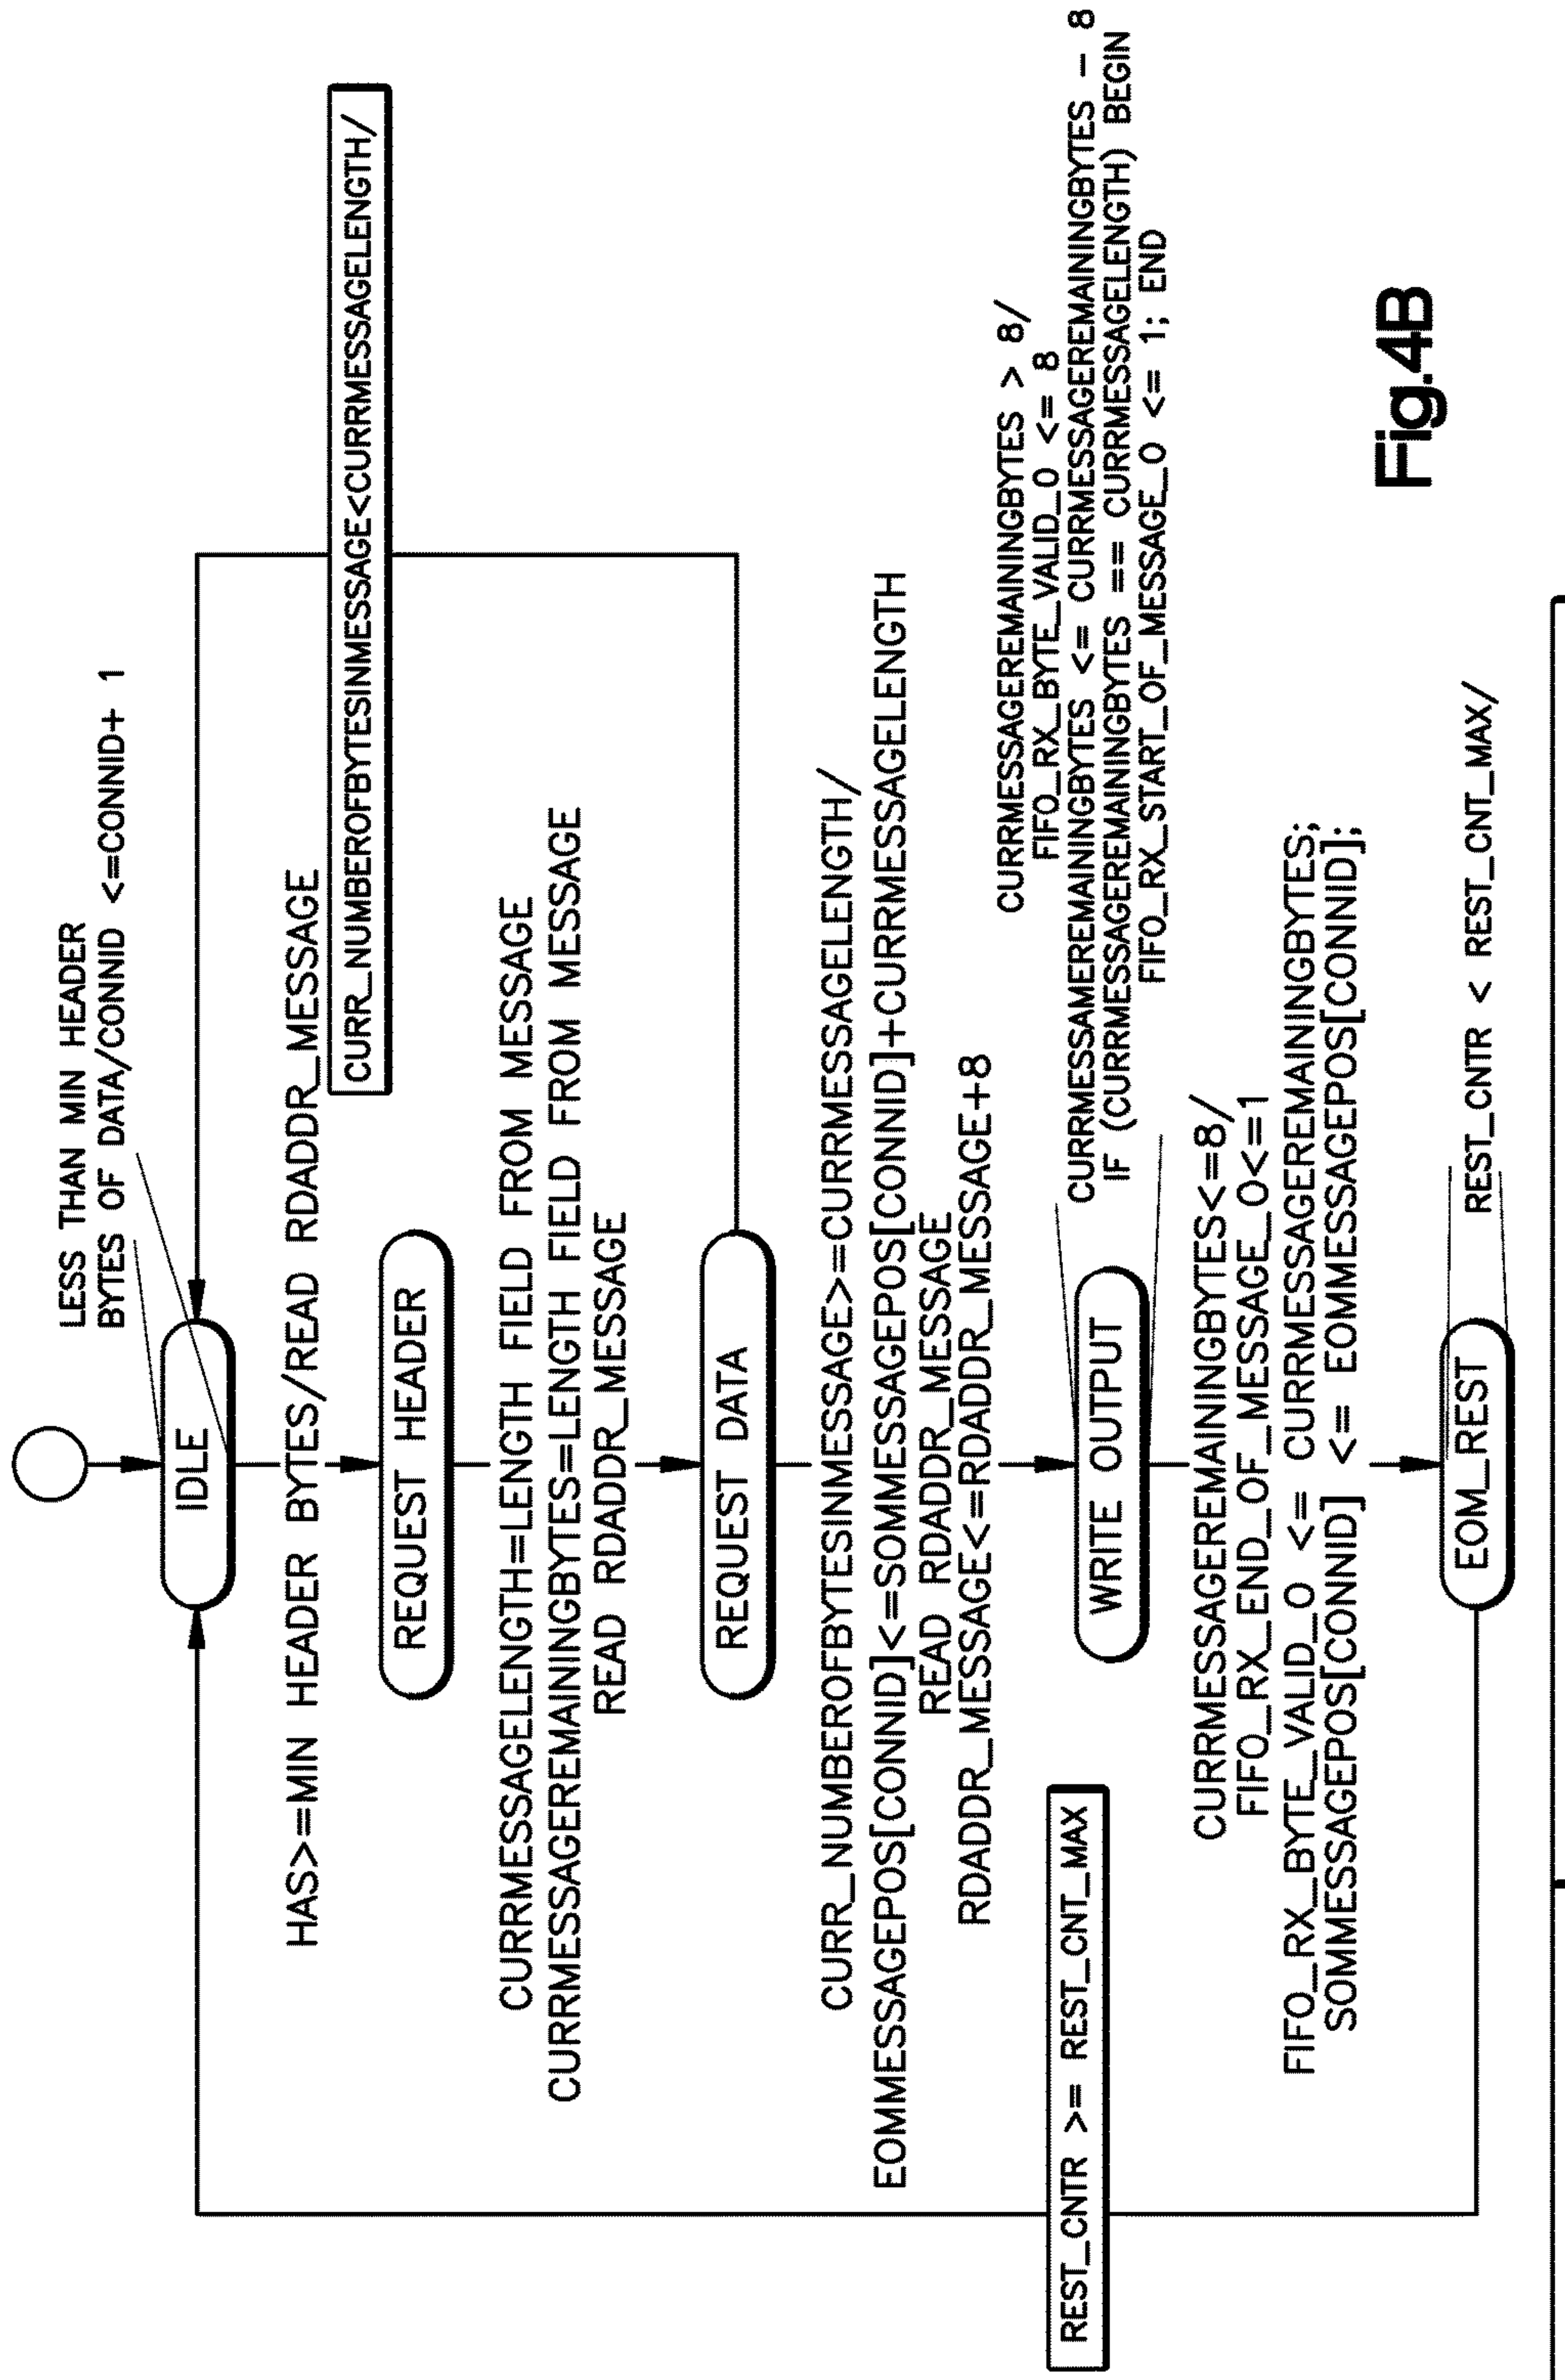 LESS THAN MIN HEADER
BYTES OF DATA/CONNID <=CONNID+ 1
IDLE
HAS>=MIN HEADER BYTES/READ RDADDR_MESSAGE
CURR_NUMBEROFBYTESINMESSAGE<CURRMESSAGELENGTH/
REQUEST HEADER
CURRMESSAGELENGTH=LENGTH FIELD FROM MESSAGE
CURRMESSAGEREMAININGBYTES=LENGTH FIELD FROM MESSAGE
READ RDADDR_MESSAGE
REQUEST DATA
CURR_NUMBEROFBYTESINMESSAGE>=CURRMESSAGELENGTH/
EOMMESSAGEPOS[CONNID]<=SOMMESSAGEPOS[CONNID]+CURRMESSAGELENGTH
READ RDADDR_MESSAGE
RDADDR_MESSAGE<=RDADDR_MESSAGE+8
CURRMESSAGEREMAININGBYTES > 8/
FIFO_RX_BYTE_VALID_O <= 8
CURRMESSAMEREMAININGBYTES <= CURRMESSAGEREMAININGBYTES - 8
IF (CURRMESSAGEREMAININGBYTES == CURRMESSAGELENGTH) BEGIN
FIFO_RX_START_OF_MESSAGE_O <= 1; END
WRITE OUTPUT
REST_CNTR >= REST_CNT_MAX
CURRMESSAGEREMAININGBYTES<=8/
FIFO_RX_END_OF_MESSAGE_O<=1
FIFO_RX_BYTE_VALID_O <= CURRMESSAGEREMAININGBYTES;
SOMMESSAGEPOS[CONNID] <= EOMMESSAGEPOS[CONNID];
EOM_REST
REST_CNTR < REST_CNT_MAX/
Fig.4B